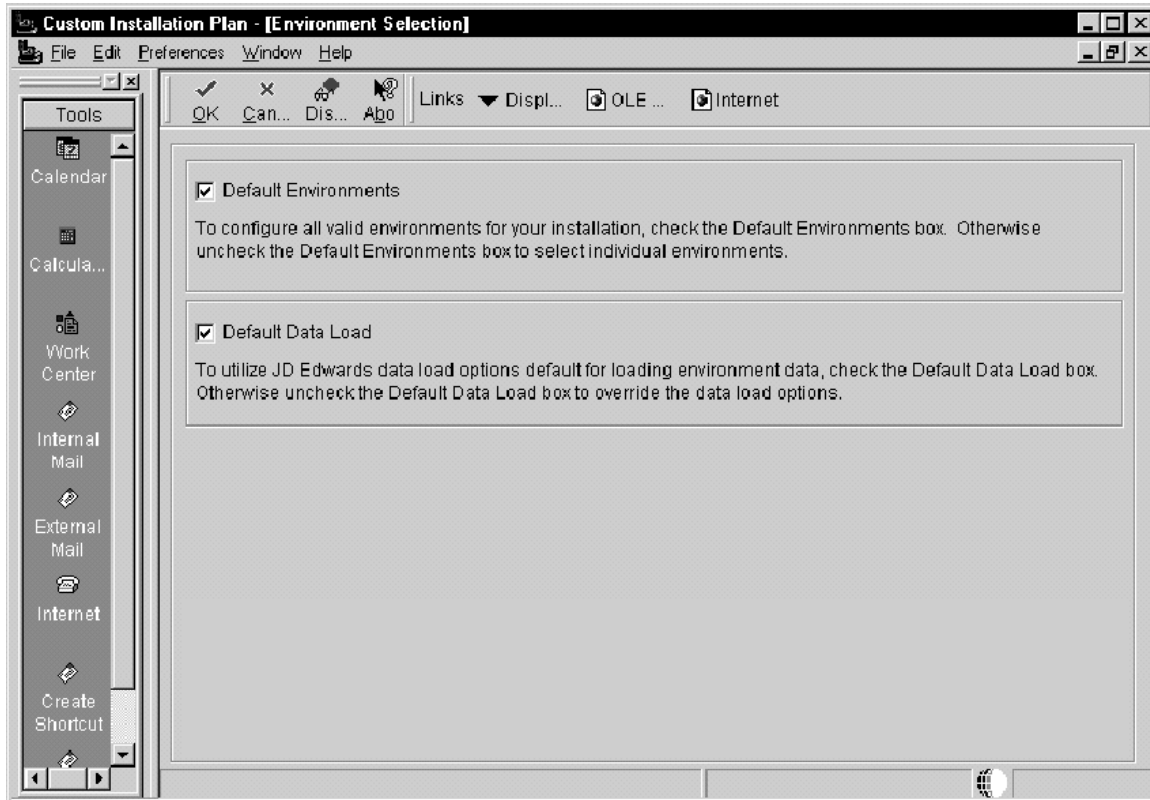 Custom Installation Plan - [Environment Selection]
File Edit Preferences Window Help
Tools
Calendar
Calcula...
Work
Center
Internal
Mail
External
Mail
Internet
Create
Shortcut
OK Can... Dis... Abo Links Displ... OLE ... Internet
Default Environments
To configure all valid environments for your installation, check the Default Environments box. Otherwise
uncheck the Default Environments box to select individual environments.
Default Data Load
To utilize JD Edwards data load options default for loading environment data, check the Default Data Load box.
Otherwise uncheck the Default Data Load box to override the data load options.